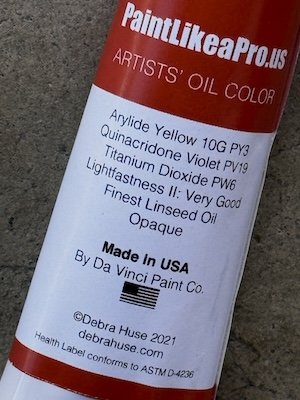 PaintLikeaPro.us
ARTISTS' OIL COLOR
Arylide Yellow 10G PY3
Quinacridone Violet PV19
Titanium Dioxide PW6
Lightfastness II: Very Good
Finest Linseed Oil
Opaque
Made in USA
By Da Vinci Paint Co.
©Debra Huse 2021
debrahuse.com
Health Label conforms to ASTM D-4236